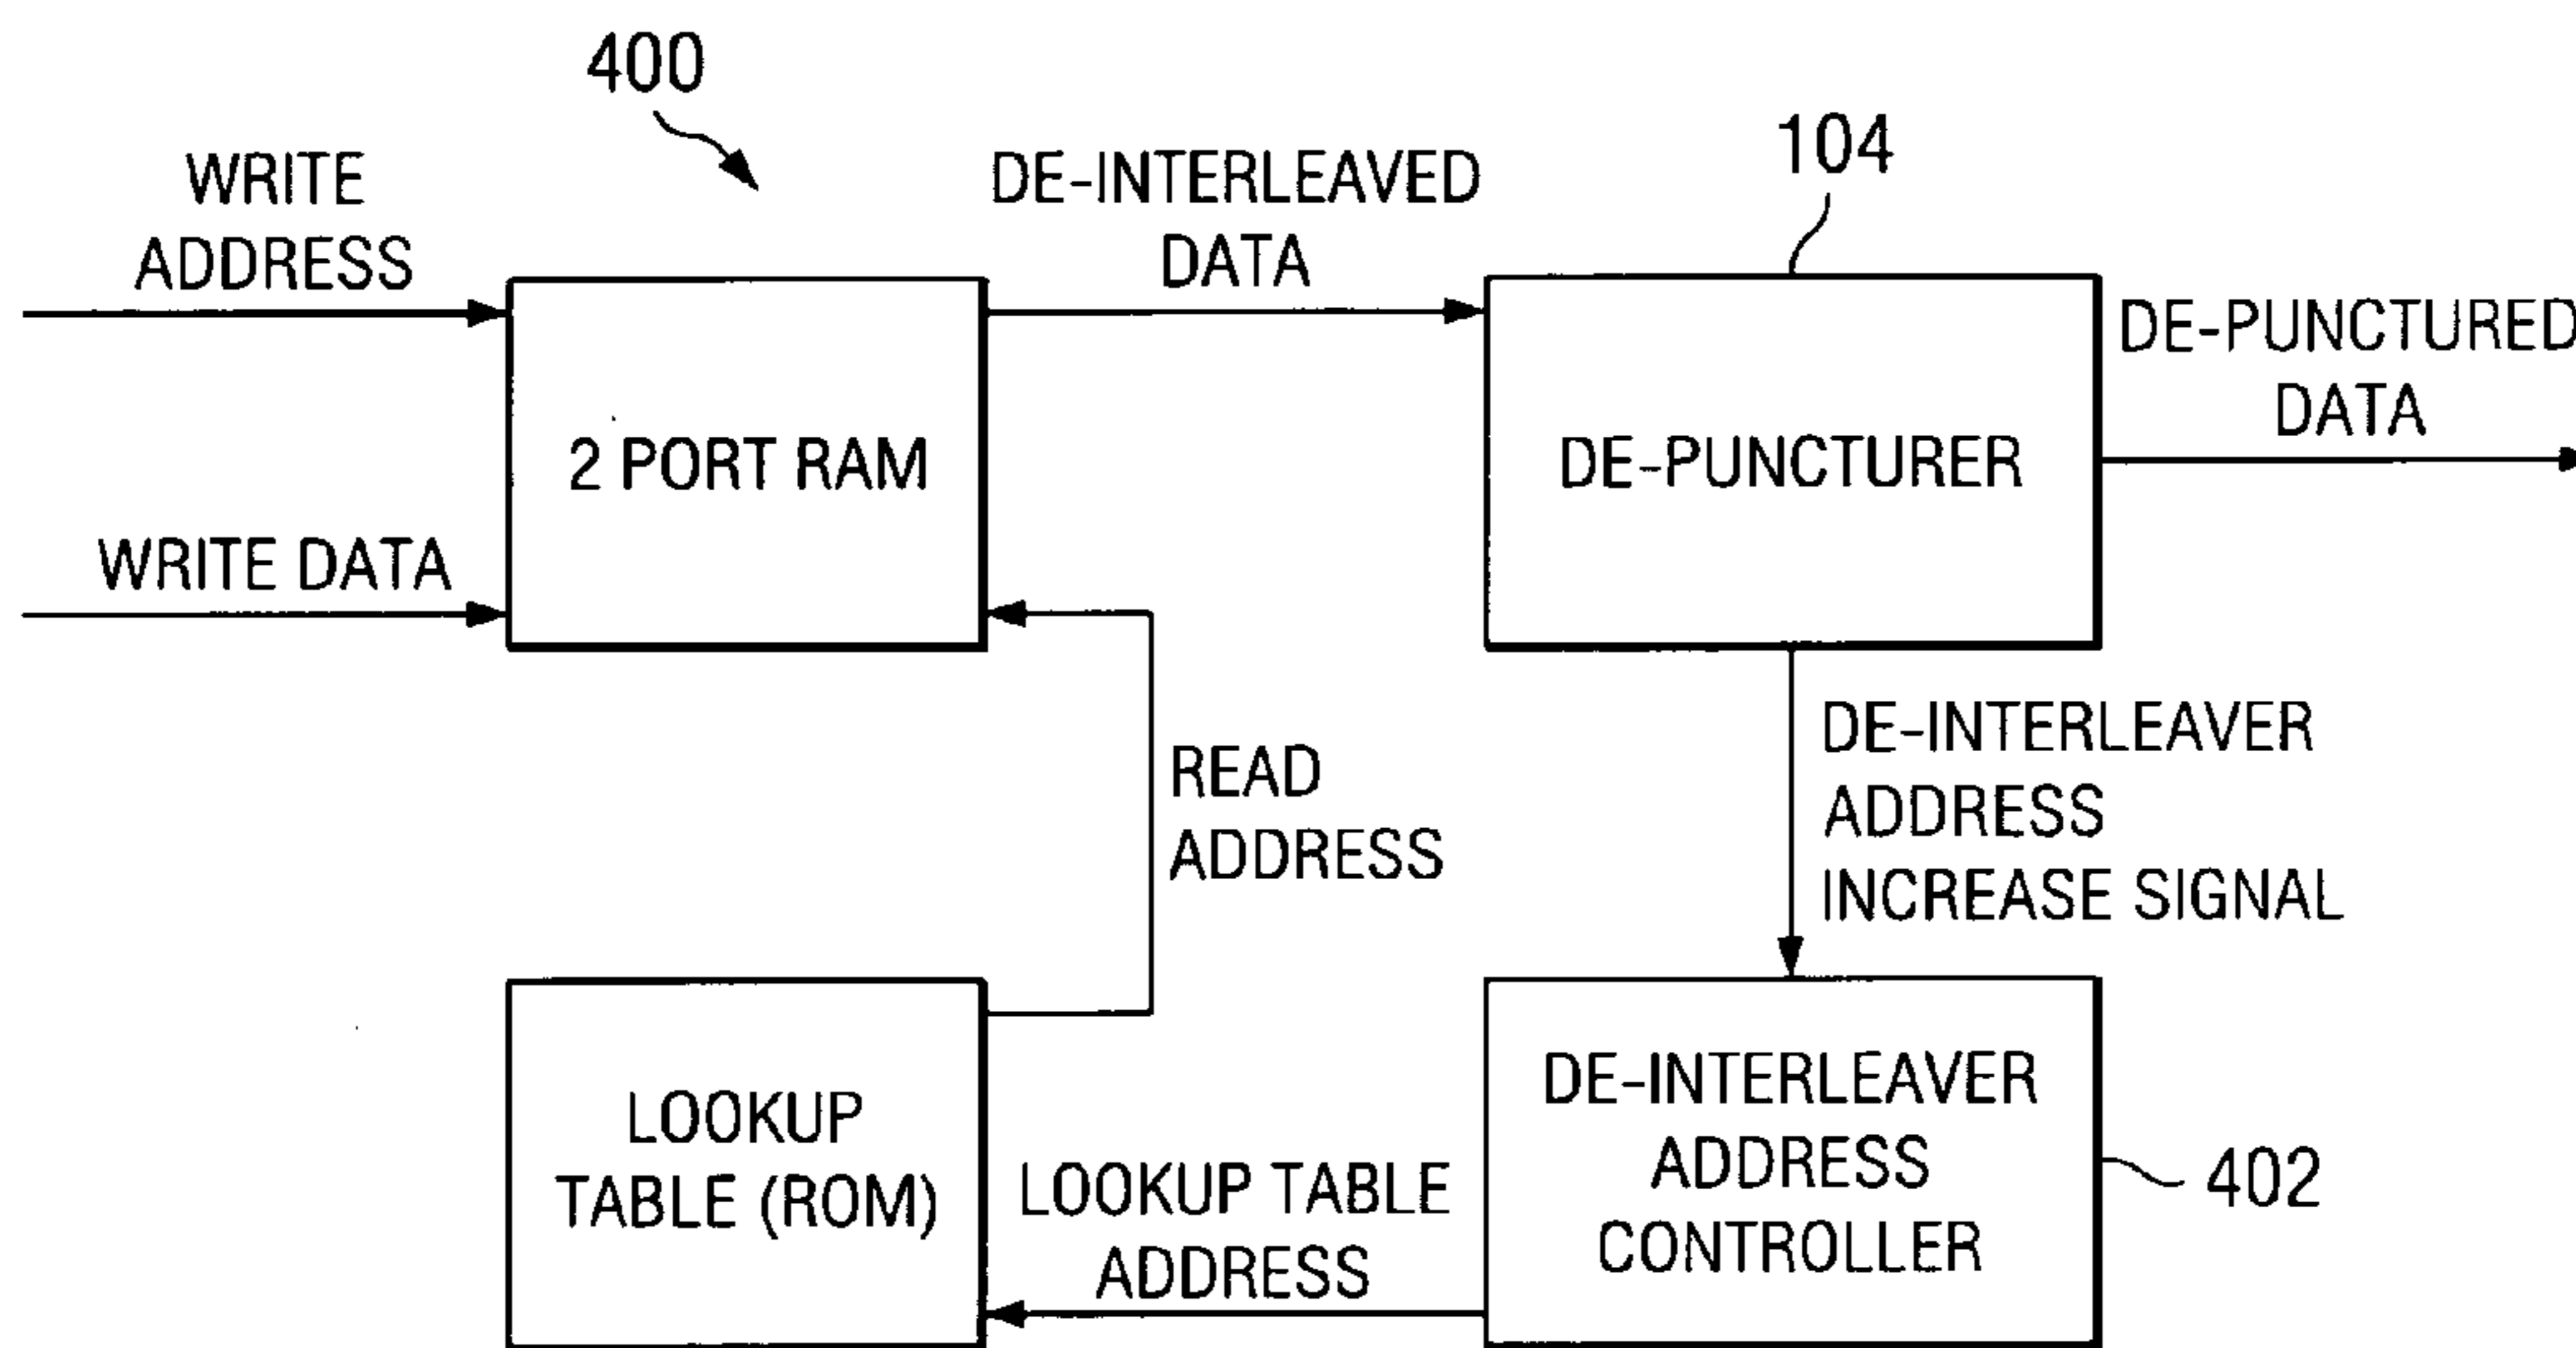 400
WRITE
ADDRESS
DE-INTERLEAVED
DATA
104
2 PORT RAM
DE-PUNCTURER
DE-PUNCTURED
DATA
WRITE DATA
READ
ADDRESS
DE-INTERLEAVER
ADDRESS
INCREASE SIGNAL
LOOKUP
TABLE (ROM)
LOOKUP TABLE
ADDRESS
DE-INTERLEAVER
ADDRESS
CONTROLLER
402